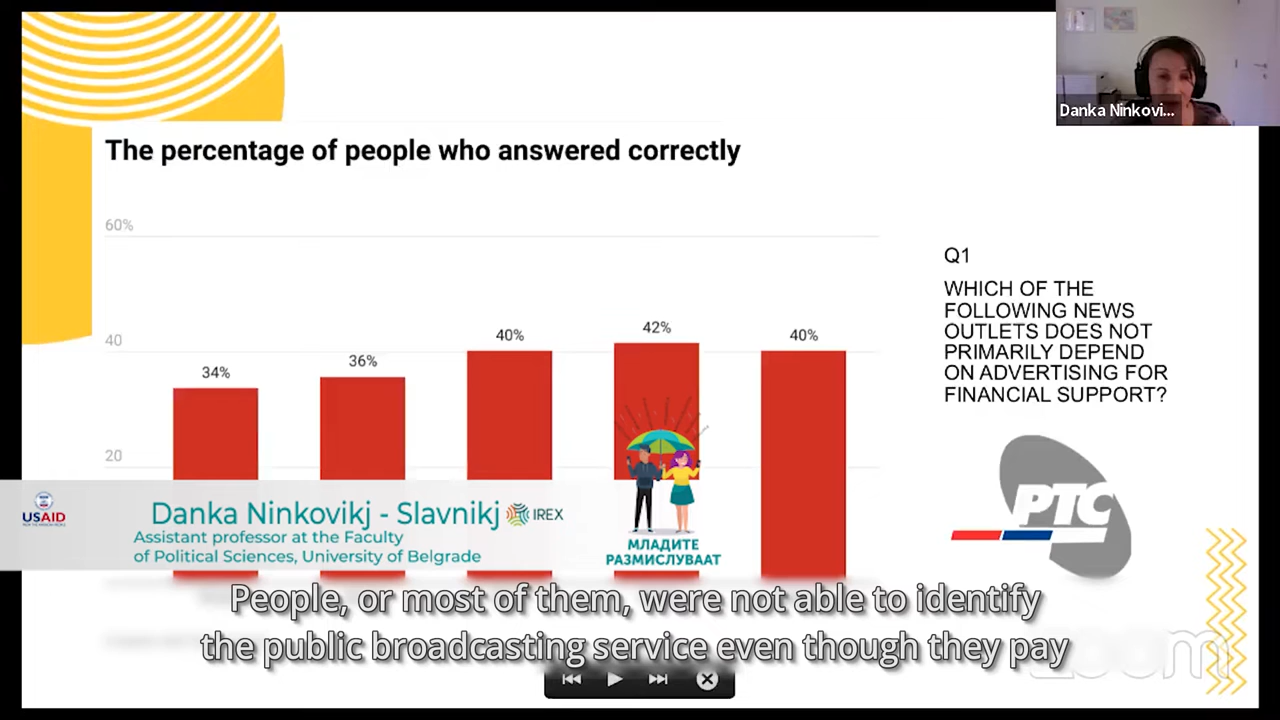 Danka Ninkovi...
The percentage of people who answered correctly
60%
40
20
34%
36%
40%
42%
40%
Q1
WHICH OF THE
FOLLOWING NEWS
OUTLETS DOES NOT
PRIMARILY DEPEND
ON ADVERTISING FOR
FINANCIAL SUPPORT?
РТС
USAID
Danka Ninkovikj - Slavnikj
IREX
Assistant professor at the Faculty
of Political Sciences, University of Belgrade
МЛАДИТЕ
РАЗМИСЛУВААТ
People, or most of them, were not able to identify
the public broadcasting service even though they pay
zoom